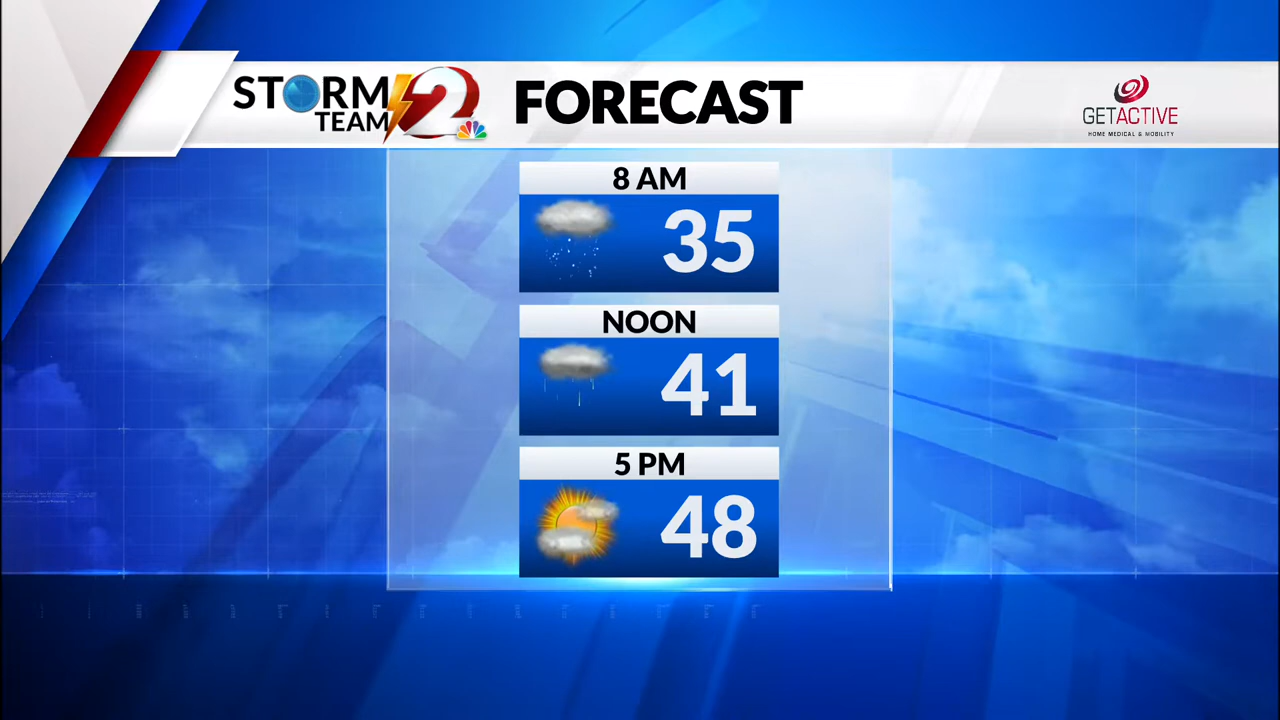 STORM
TEAM
2
FORECAST
GETACTIVE
HOME MEDICAL & MOBILITY
8 AM
35
NOON
41
5 PM
48